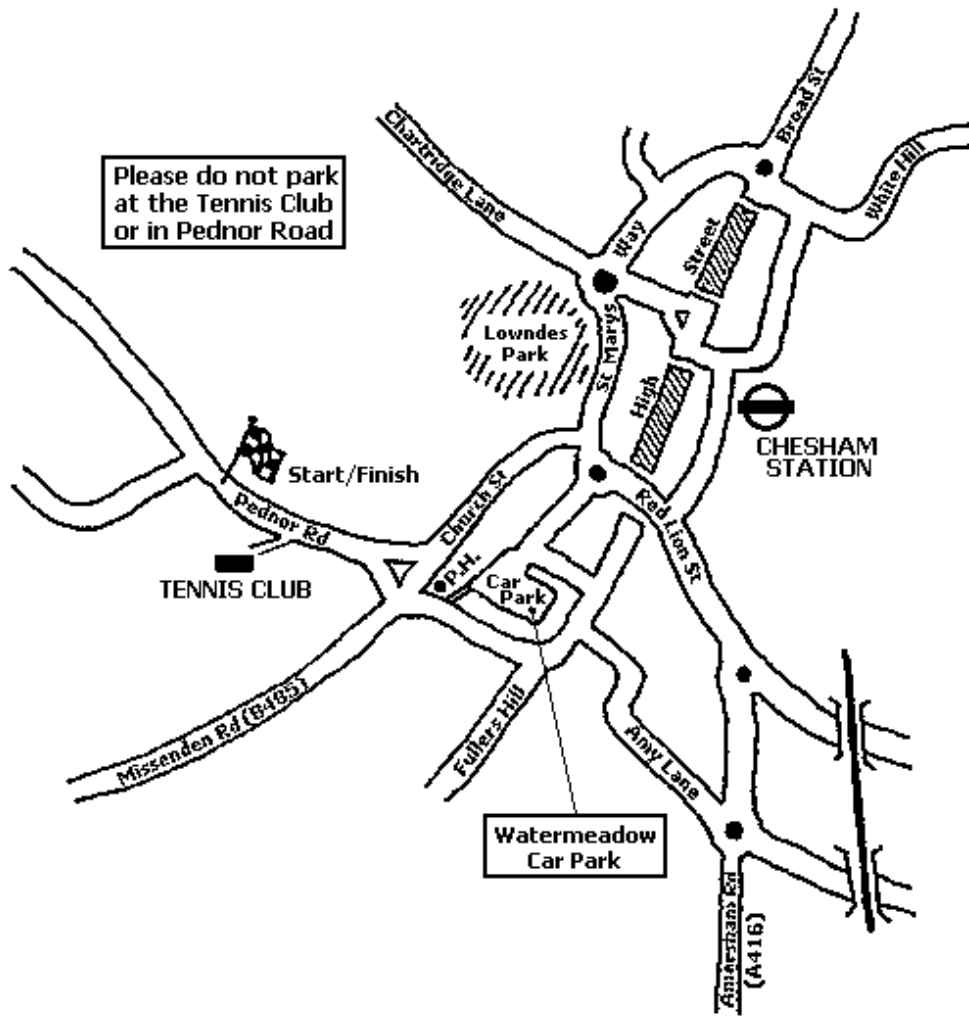 Broad St
Chartridge Lane
White Hill
Please do not park
at the Tennis Club
or in Pednor Road
Way
Street
Lowndes
Park
St Marys
High
CHESHAM
STATION
Start/Finish
Church St
Pednor Rd
Red Lion St
P.H.
TENNIS CLUB
Car
Park
Missenden Rd (B485)
Fullers Hill
Amy Lane
Watermeadow
Car Park
Amersham Rd
(A416)